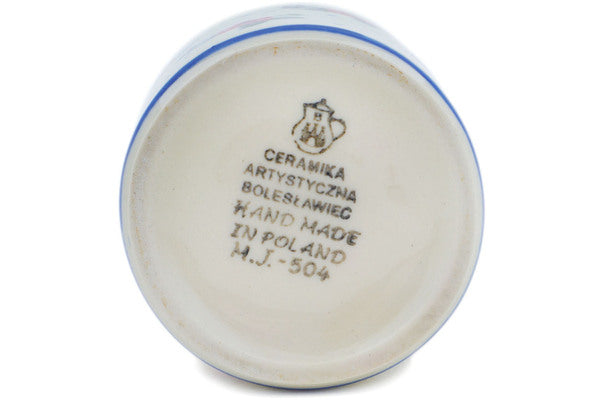 CERAMIKA
ARTYSTYCZNA
BOLESŁAWIEC
HAND MADE
IN POLAND
M.J.-504